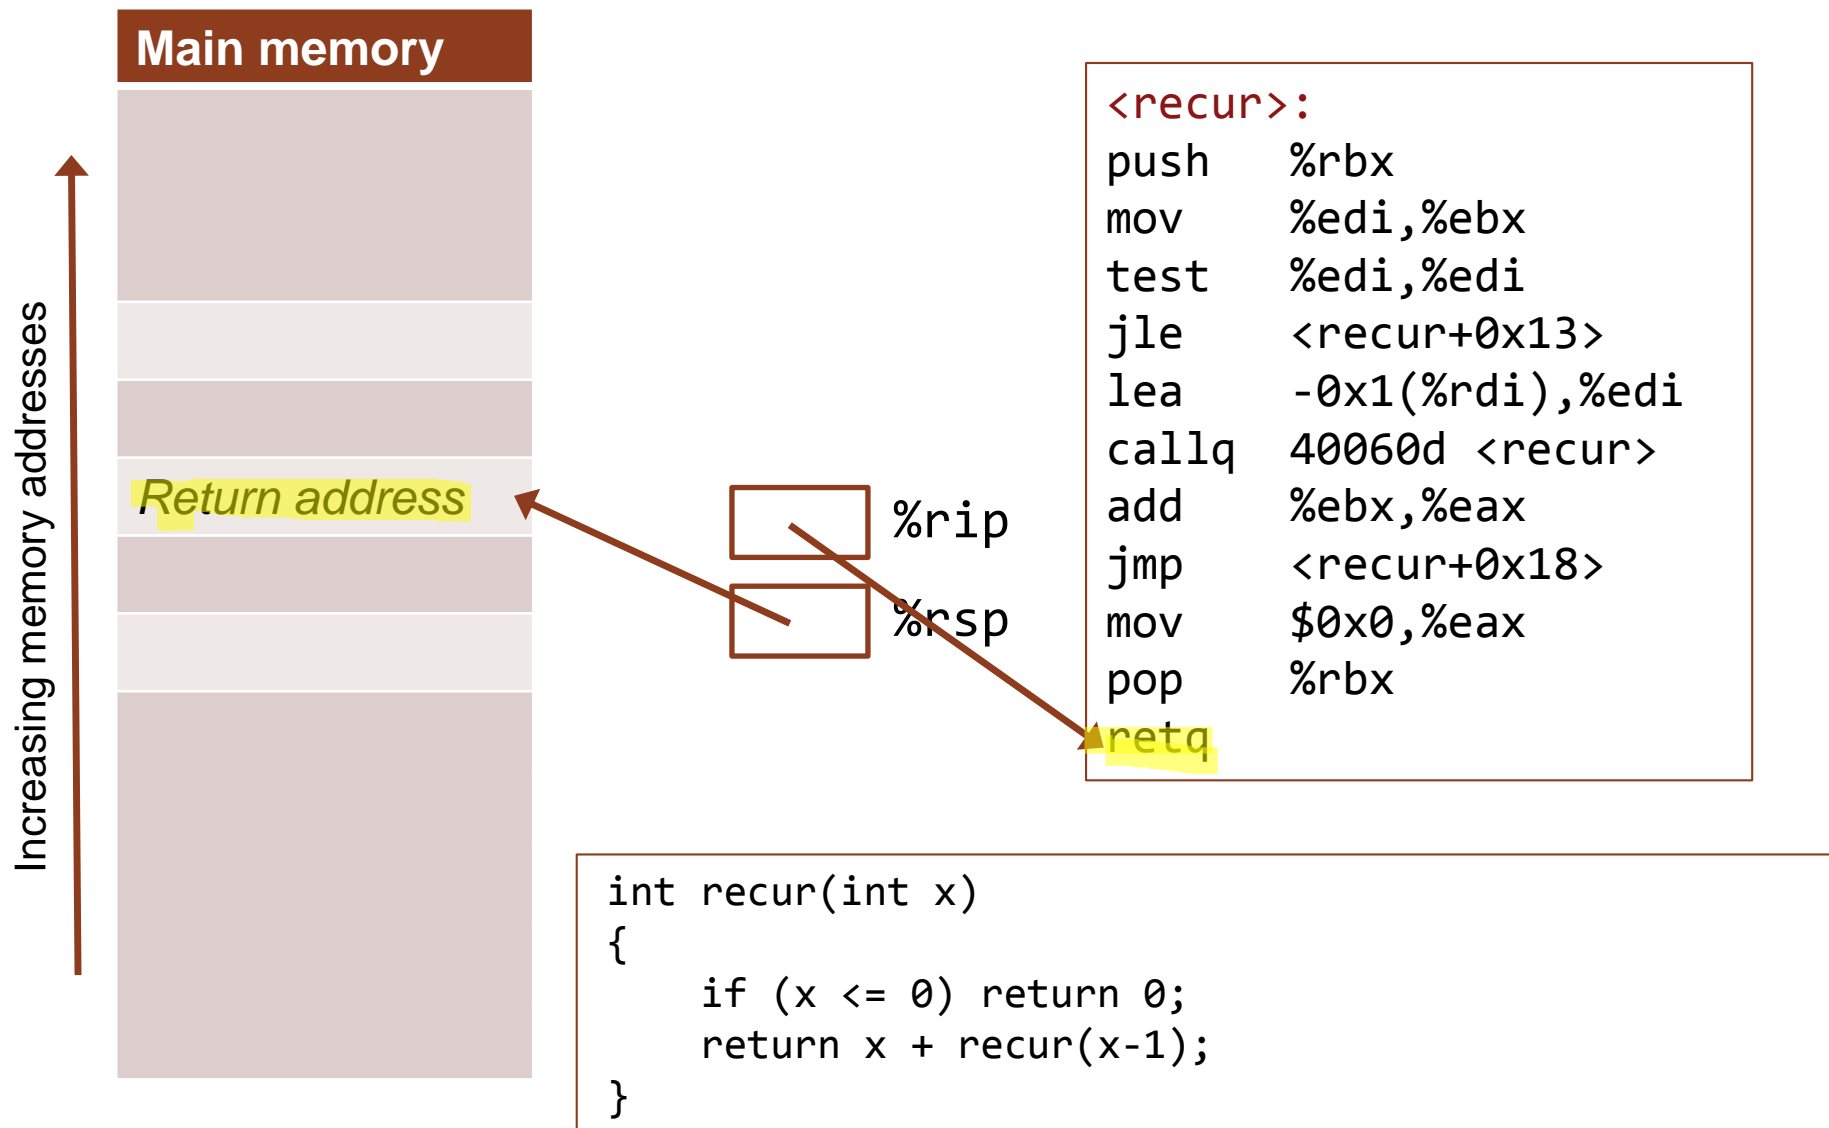 Main memory
Increasing memory addresses
Return address
%rip
%rsp
<recur>:
push %rbx
mov %edi,%ebx
test %edi,%edi
jle <recur+0x13>
lea -0x1(%rdi),%edi
callq 40060d <recur>
add %ebx,%eax
jmp <recur+0x18>
mov $0x0,%eax
pop %rbx
retq
int recur(int x)
{
    if (x <= 0) return 0;
    return x + recur(x-1);
}